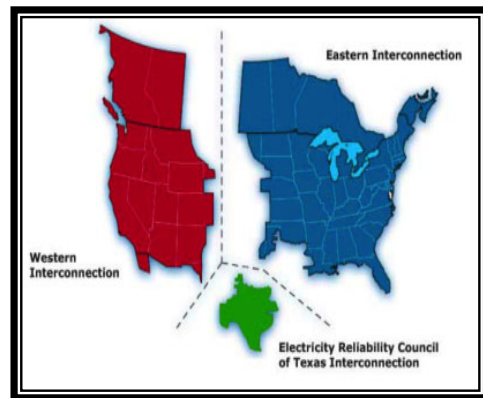 Eastern Interconnection
Western
Interconnection
Electricity Reliability Council
of Texas Interconnection